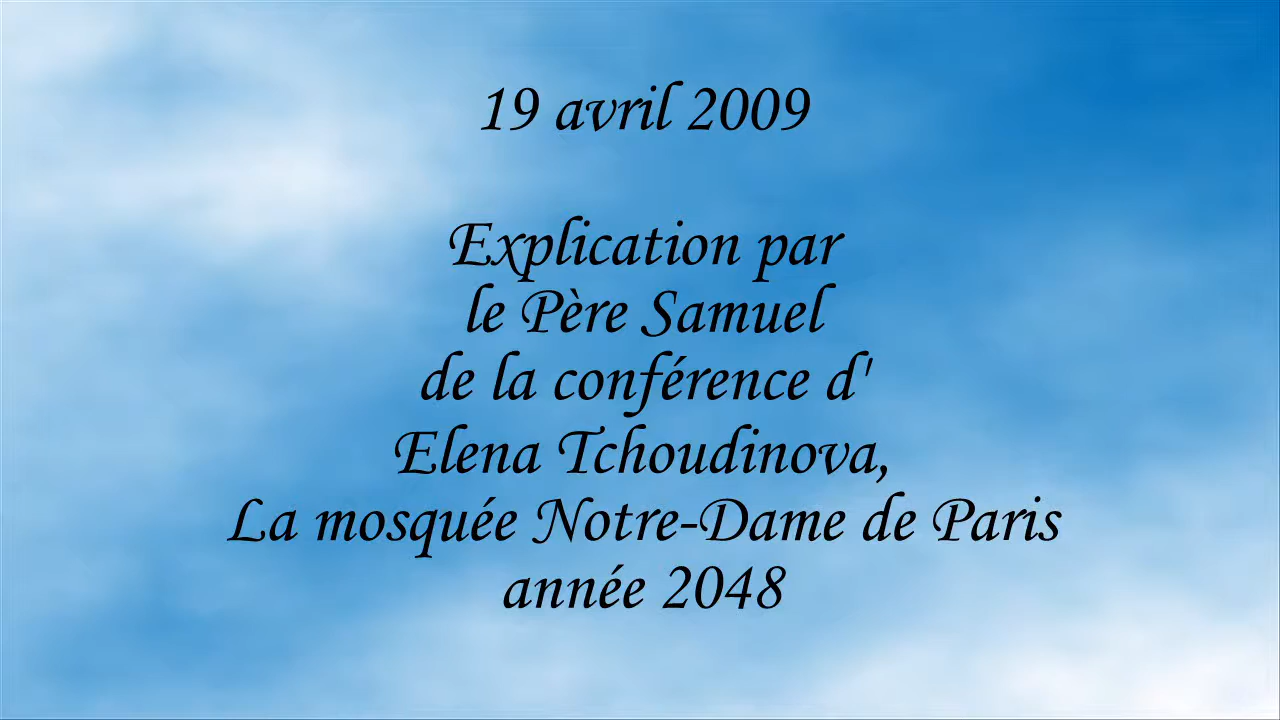 19 avril 2009
Explication par
le Père Samuel
de la conférence d'
Elena Tchoudinova,
La mosquée Notre-Dame de Paris
année 2048